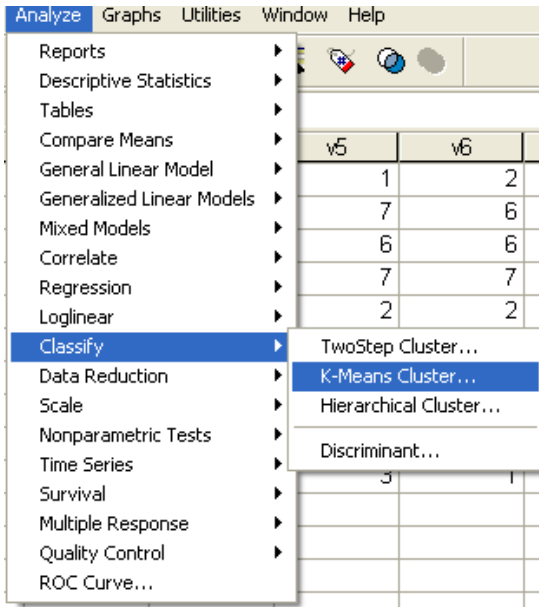 Analyze Graphs Utilities Window Help
Reports
Descriptive Statistics
Tables
Compare Means
General Linear Model
Generalized Linear Models
Mixed Models
Correlate
Regression
Loglinear
Classify
Data Reduction
Scale
Nonparametric Tests
Time Series
Survival
Multiple Response
Quality Control
ROC Curve...
v5 v6
1 2
7 6
6 6
7 7
2 2
TwoStep Cluster...
K-Means Cluster...
Hierarchical Cluster...
Discriminant...